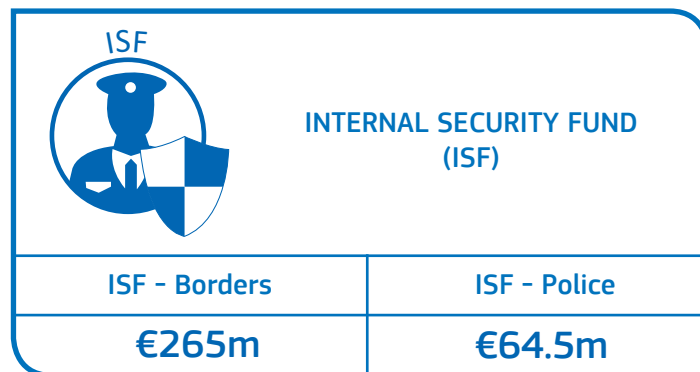 ISF
INTERNAL SECURITY FUND
(ISF)
ISF - Borders
ISF - Police
€265m
€64.5m